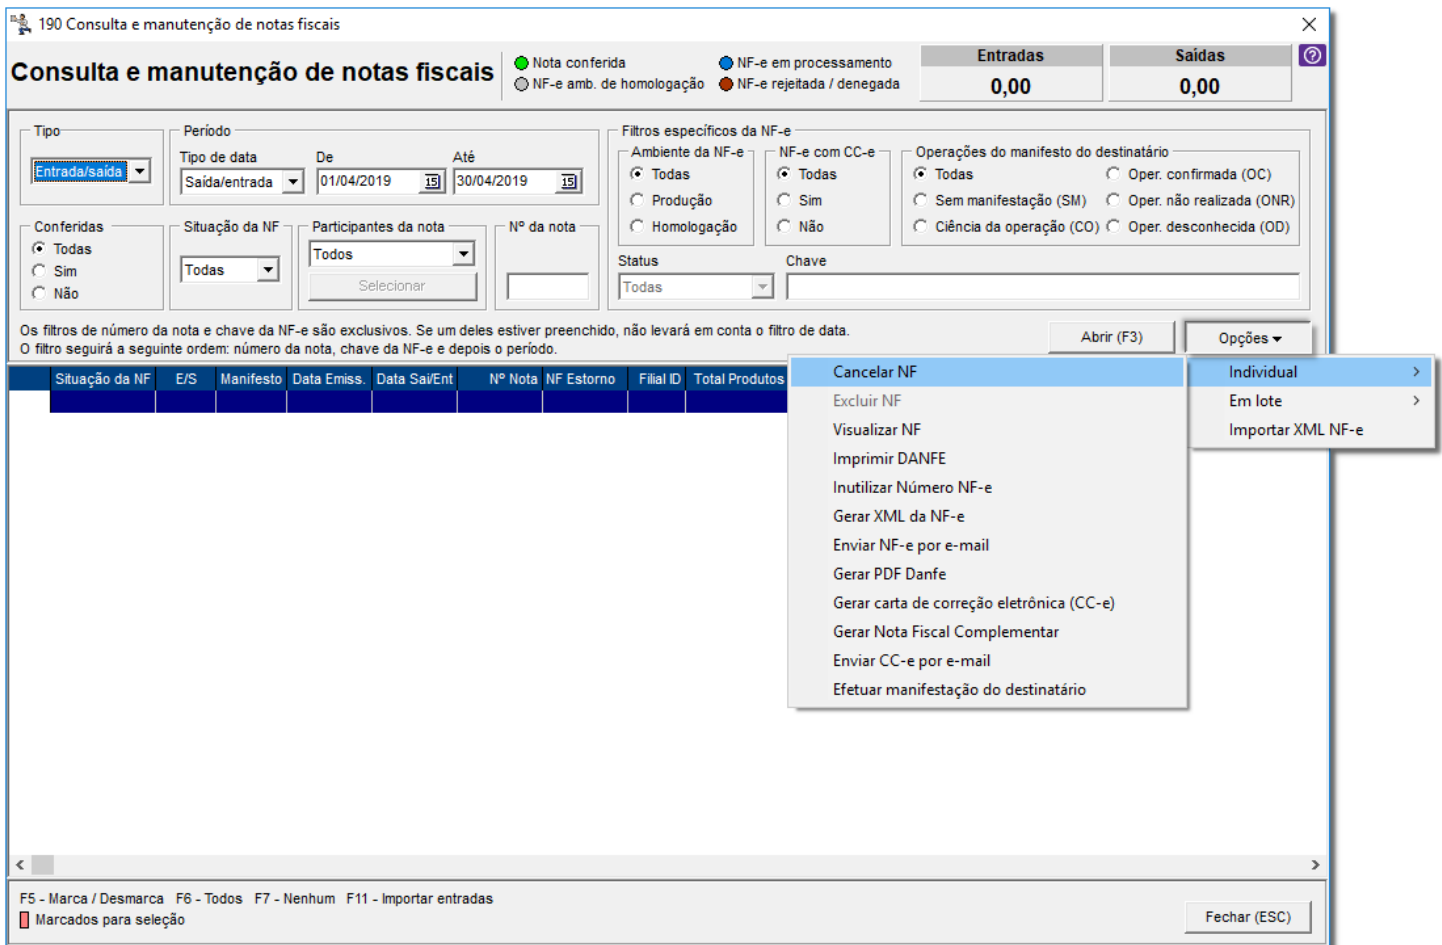 190 Consulta e manutenção de notas fiscais
Consulta e manutenção de notas fiscais
Nota conferida
NF-e em processamento
NF-e amb. de homologação
NF-e rejeitada / denegada
Entradas
Saídas
0,00
0,00
Tipo
Entrada/saída
Período
Tipo de data
De
Até
Saída/entrada
01/04/2019
15
30/04/2019
15
Conferidas
Todas
Sim
Não
Situação da NF
Todas
Participantes da nota
Todos
Selecionar
Nº da nota
Filtros específicos da NF-e
Ambiente da NF-e
Todas
Produção
Homologação
NF-e com CC-e
Todas
Sim
Não
Operações do manifesto do destinatário
Todas
Oper. confirmada (OC)
Sem manifestação (SM)
Oper. não realizada (ONR)
Ciência da operação (CO)
Oper. desconhecida (OD)
Status
Chave
Todas
Os filtros de número da nota e chave da NF-e são exclusivos. Se um deles estiver preenchido, não levará em conta o filtro de data.
O filtro seguirá a seguinte ordem: número da nota, chave da NF-e e depois o período.
Abrir (F3)
Opções
Situação da NF E/S Manifesto Data Emiss. Data Sai/Ent Nº Nota NF Estorno Filial ID Total Produtos
Cancelar NF
Excluir NF
Visualizar NF
Imprimir DANFE
Inutilizar Número NF-e
Gerar XML da NF-e
Enviar NF-e por e-mail
Gerar PDF Danfe
Gerar carta de correção eletrônica (CC-e)
Gerar Nota Fiscal Complementar
Enviar CC-e por e-mail
Efetuar manifestação do destinatário
Individual
Em lote
Importar XML NF-e
F5 - Marca / Desmarca F6 - Todos F7 - Nenhum F11 - Importar entradas
Marcados para seleção
Fechar (ESC)